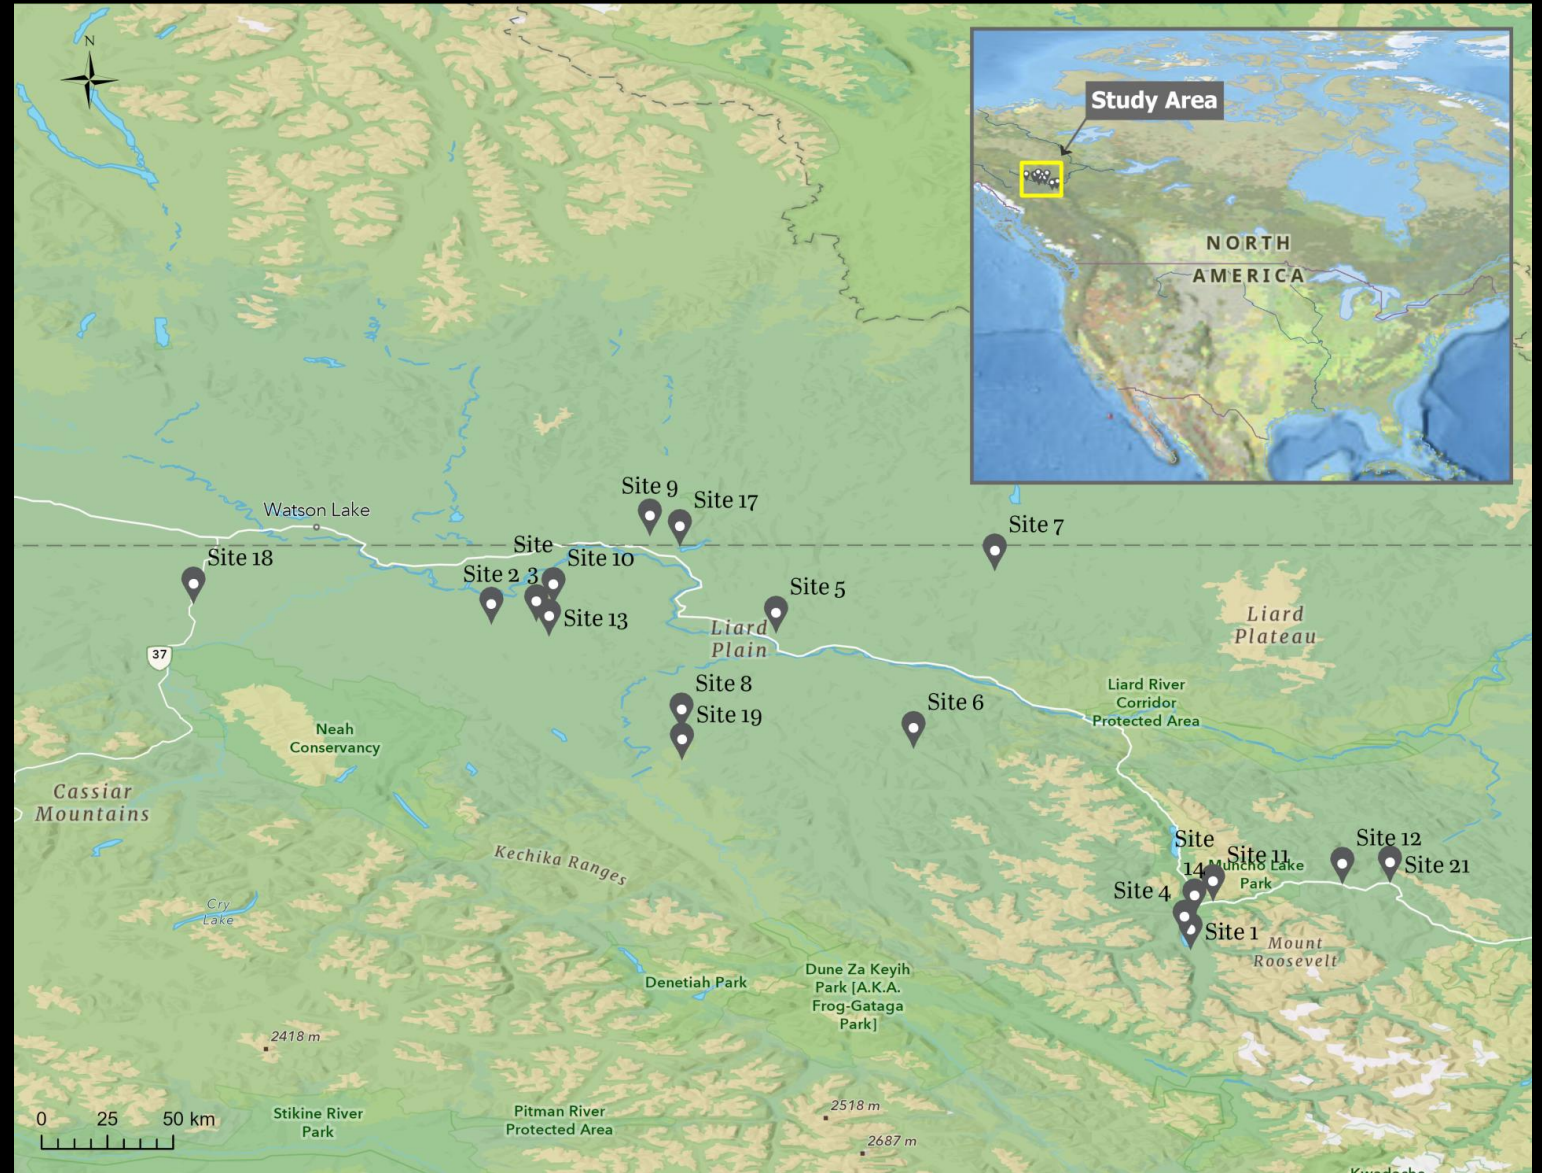 N
Study Area
NORTH
AMERICA
Watson Lake
Site 9
Site 17
Site 7
Site 18
Site
Site 10
Site 2
3
Site 5
Site 13
Liard
Plain
Liard
Plateau
37
Site 8
Site 19
Site 6
Liard River
Corridor
Protected Area
Neah
Conservancy
Cassiar
Mountains
Kechika Ranges
Site
14
Site 11
Muncho Lake
Park
Site 12
Site 21
Site 4
Site 1
Mount
Roosevelt
Cry
Lake
Denetiah Park
Dune Za Keyih
Park [A.K.A.
Frog-Gataga
Park]
2418 m
2518 m
2687 m
Stikine River
Park
Pitman River
Protected Area
0 25 50 km